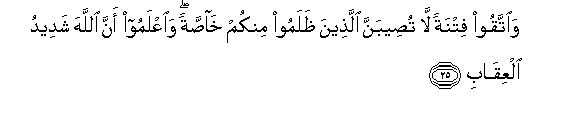 وَٱتَّقُوا۟ فِتْنَةً لَّا تُصِيبَنَّ ٱلَّذِينَ ظَلَمُوا۟ مِنكُمْ خَآصَّةً ۖ وَٱعْلَمُوٓا۟ أَنَّ ٱللَّهَ شَدِيدُ
ٱلْعِقَابِ ٢٥